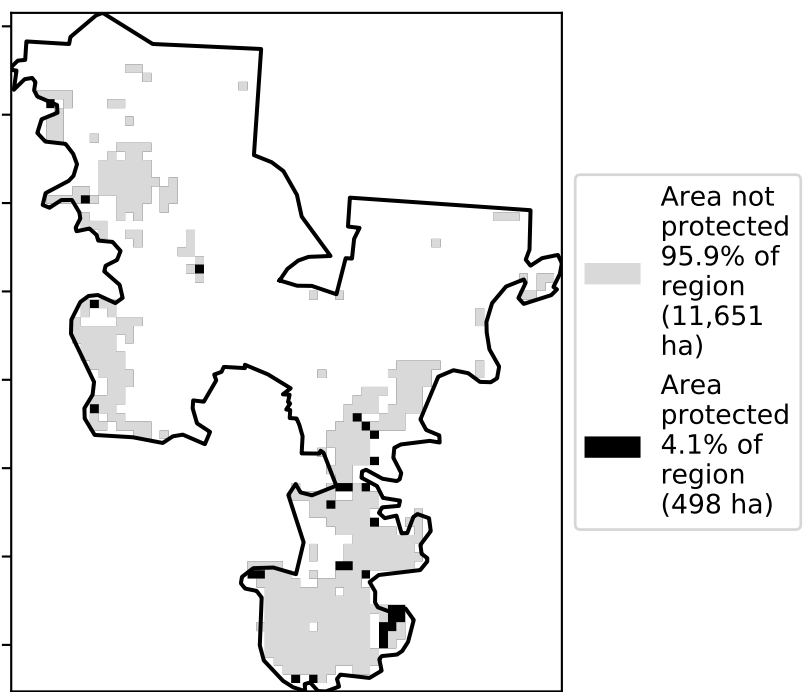 Area not
protected
95.9% of
region
(11,651
ha)
Area
protected
4.1% of
region
(498 ha)